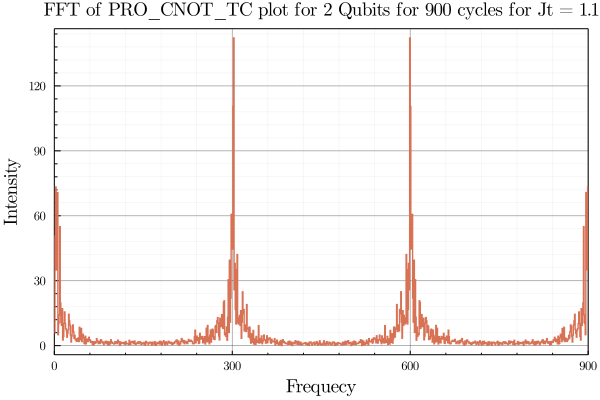 FFT of PRO_CNOT_TC plot for 2 Qubits for 900 cycles for Jt = 1.1
Intensity
120
90
60
30
0
0 300 600 900
Frequecy